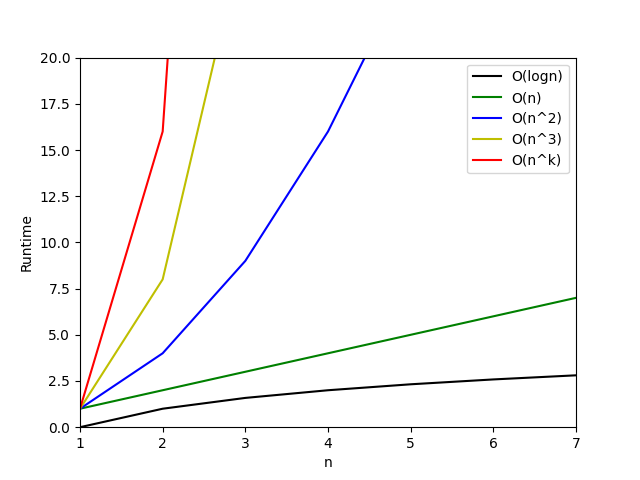 20.0
17.5
15.0
12.5
10.0
7.5
5.0
2.5
0.0
Runtime
1 2 3 4 5 6 7
n
O(logn)
O(n)
O(n^2)
O(n^3)
O(n^k)